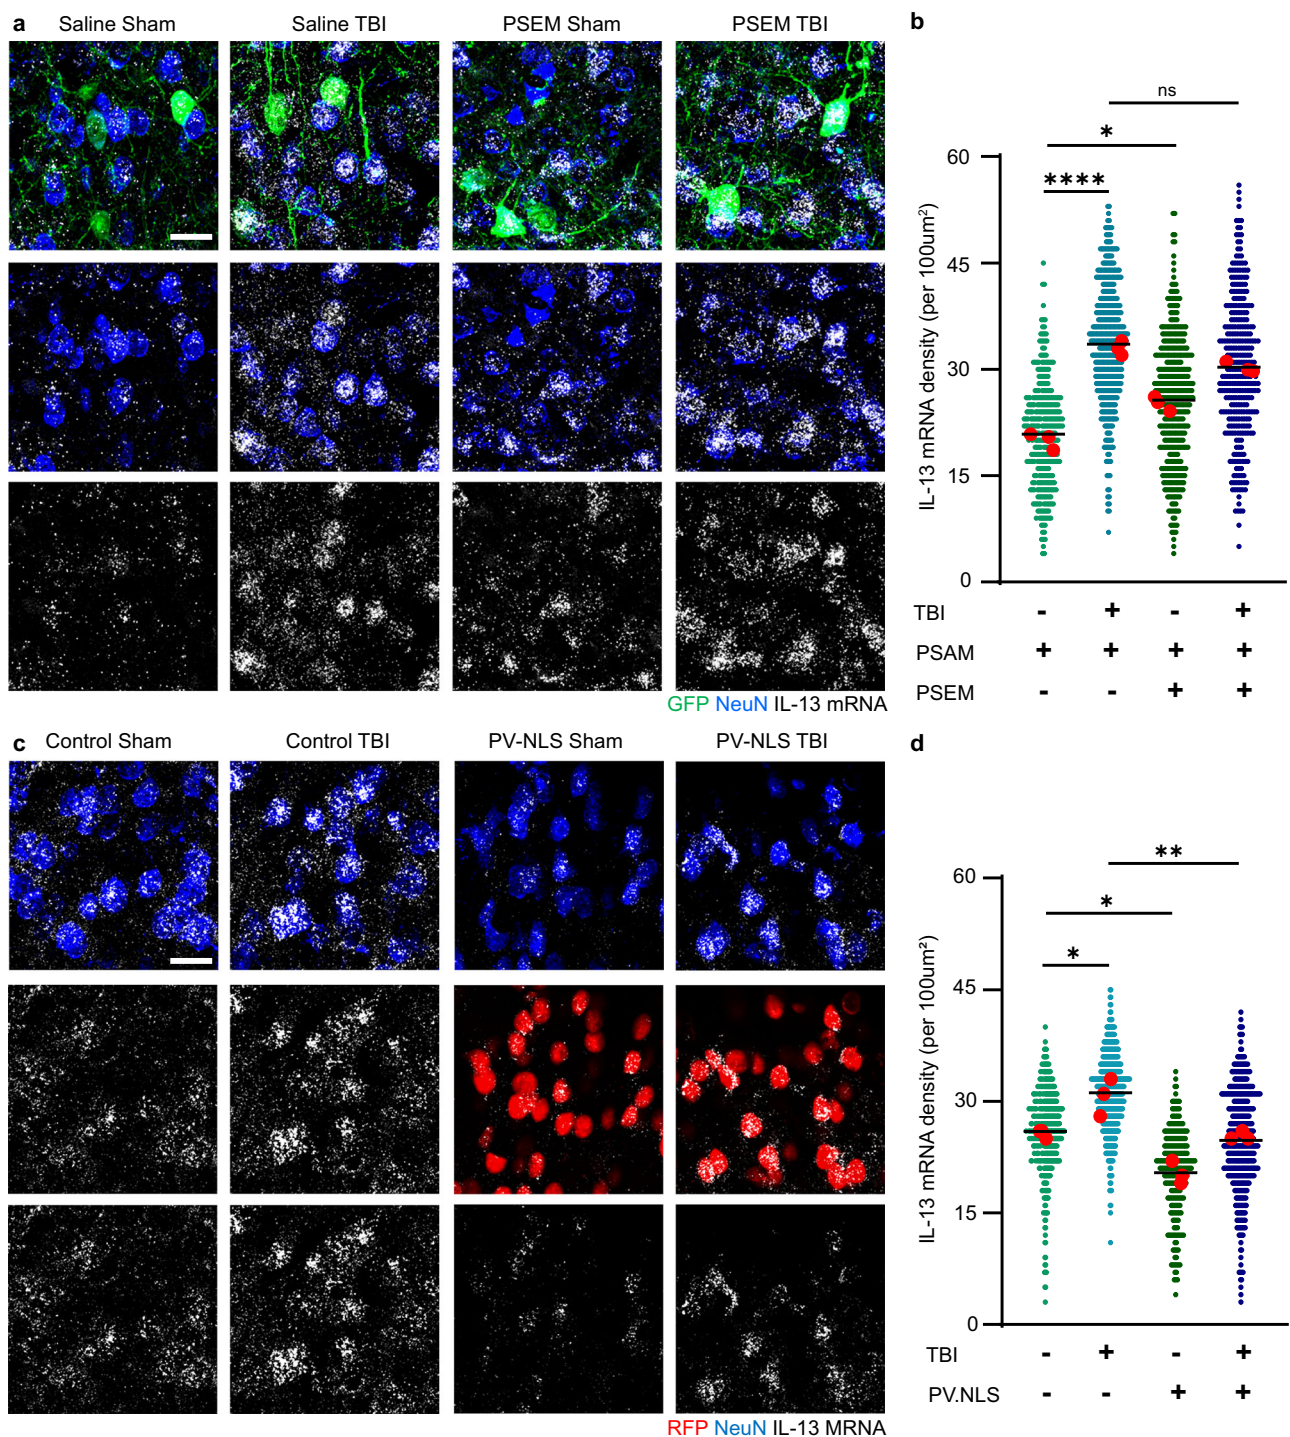 a
Saline Sham Saline TBI PSEM Sham PSEM TBI
GFP NeuN IL-13 mRNA
b
ns
*
****
IL-13 mRNA density (per 100um²)
60
45
30
15
0
TBI - + - +
PSAM + + + +
PSEM - - + +
c
Control Sham Control TBI PV-NLS Sham PV-NLS TBI
RFP NeuN IL-13 MRNA
d
**
*
*
IL-13 mRNA density (per 100um²)
60
45
30
15
0
TBI - + - +
PV.NLS - - + +